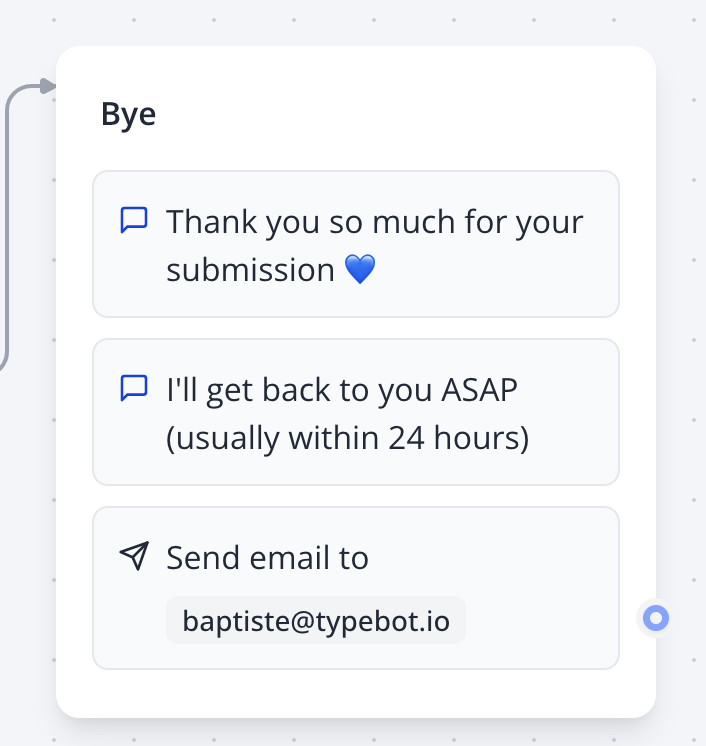 Bye
Thank you so much for your
submission 💙
I'll get back to you ASAP
(usually within 24 hours)
Send email to
baptiste@typebot.io